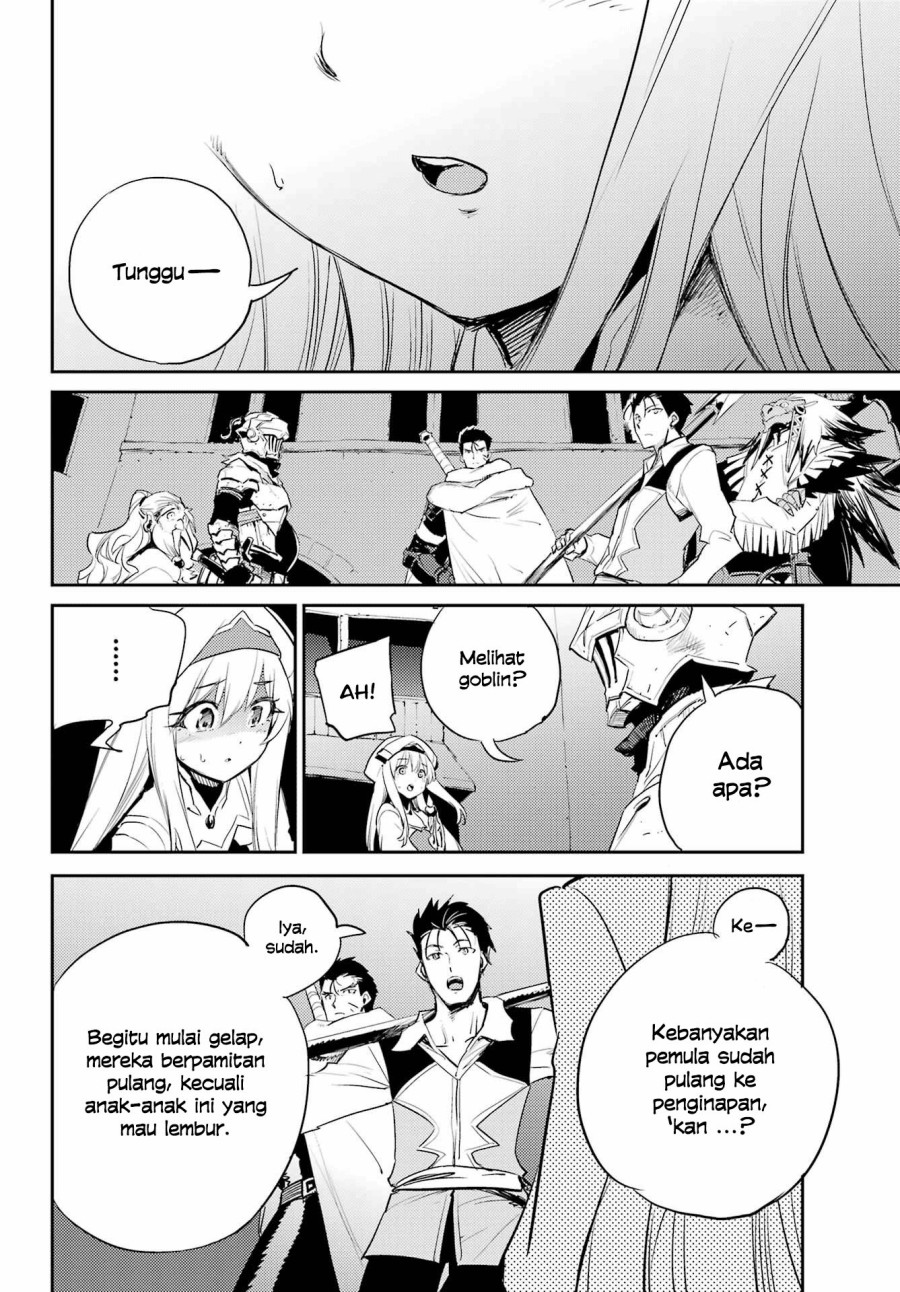 Tunggu—
Ada
apa?
Melihat
goblin?
AH!
......
Ke—
Kebanyakan
pemula sudah
pulang ke
penginapan,
'kan ...?
Iya,
sudah.
Begitu mulai gelap,
mereka berpamitan
pulang, kecuali
anak-anak ini yang
mau lembur.